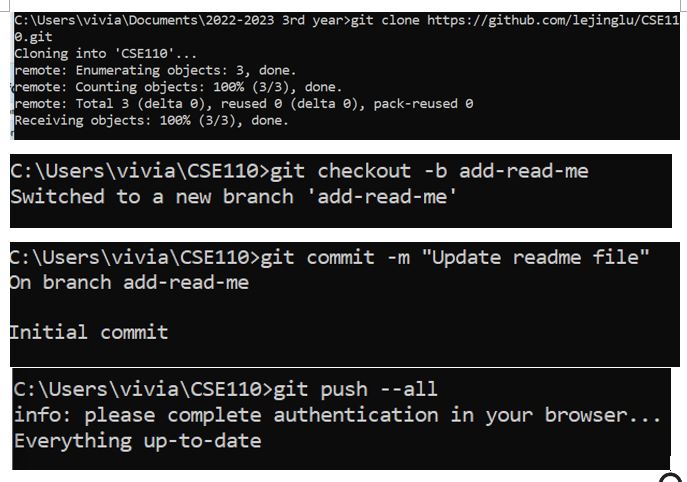 C:\Users\vivia\Documents\2022-2023 3rd year>git clone https://github.com/lejinglu/CSE11
0.git
Cloning into 'CSE110'...
remote: Enumerating objects: 3, done.
remote: Counting objects: 100% (3/3), done.
remote: Total 3 (delta 0), reused 0 (delta 0), pack-reused 0
Receiving objects: 100% (3/3), done.
C:\Users\vivia\CSE110>git checkout -b add-read-me
Switched to a new branch 'add-read-me'
C:\Users\vivia\CSE110>git commit -m "Update readme file"
On branch add-read-me
Initial commit
C:\Users\vivia\CSE110>git push --all
info: please complete authentication in your browser...
Everything up-to-date